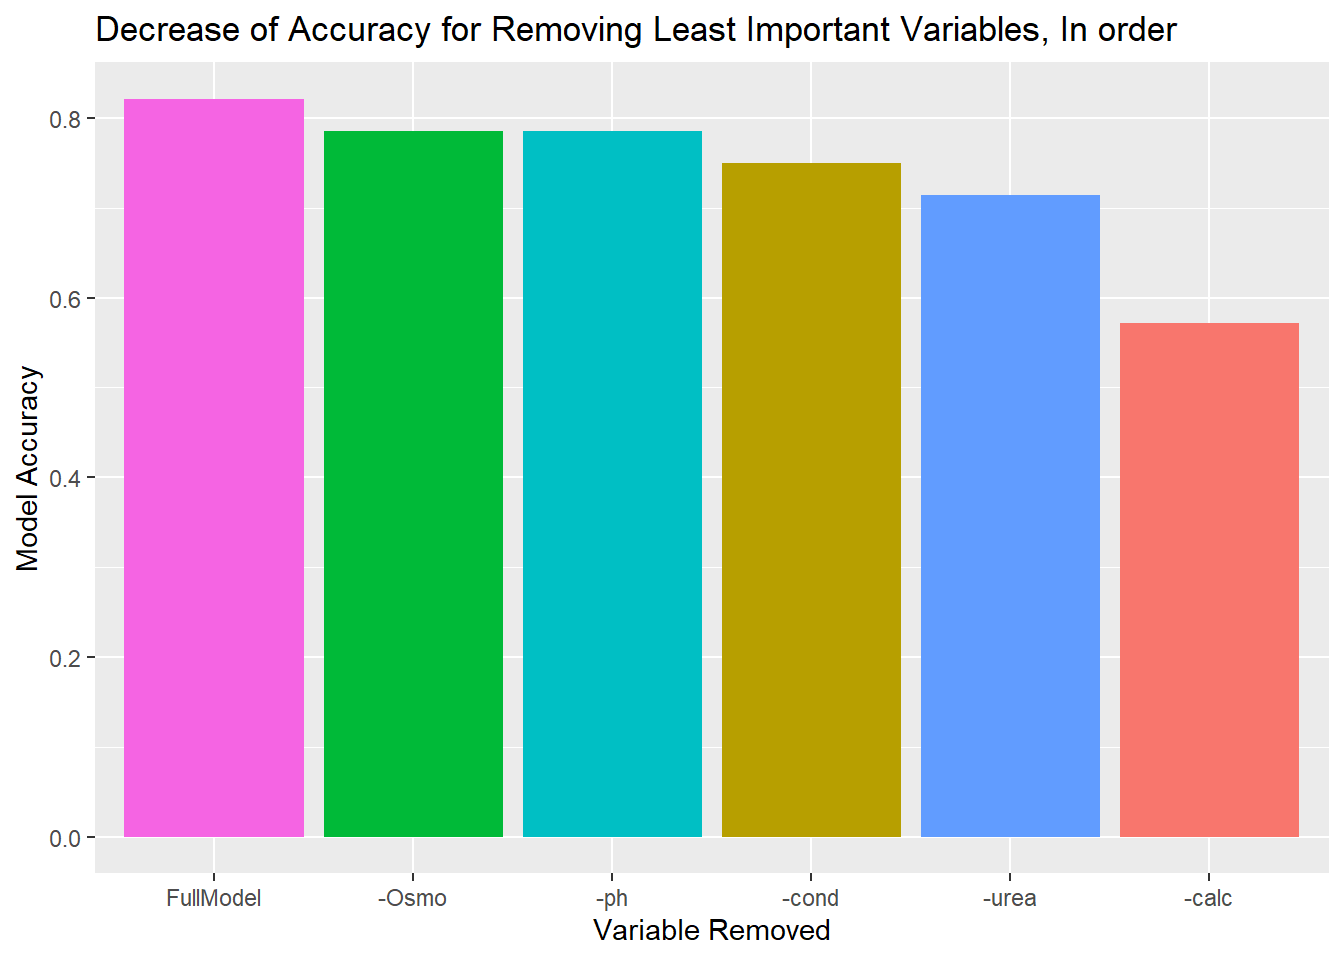 Decrease of Accuracy for Removing Least Important Variables, In order
Model Accuracy
0.8
0.6
0.4
0.2
0.0
FullModel -Osmo -ph -cond -urea -calc
Variable Removed